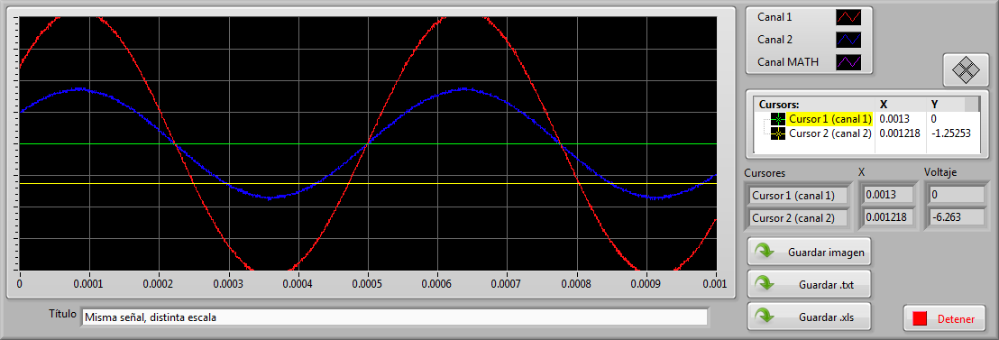 Canal 1
Canal 2
Canal MATH
Cursors: X Y
Cursor 1 (canal 1) 0.0013 0
Cursor 2 (canal 2) 0.001218 -1.25253
Cursores X Voltaje
Cursor 1 (canal 1) 0.0013 0
Cursor 2 (canal 2) 0.001218 -6.263
Guardar imagen
Guardar .txt
Guardar .xls
Detener
0 0.0001 0.0002 0.0003 0.0004 0.0005 0.0006 0.0007 0.0008 0.0009 0.001
Título Misma señal, distinta escala